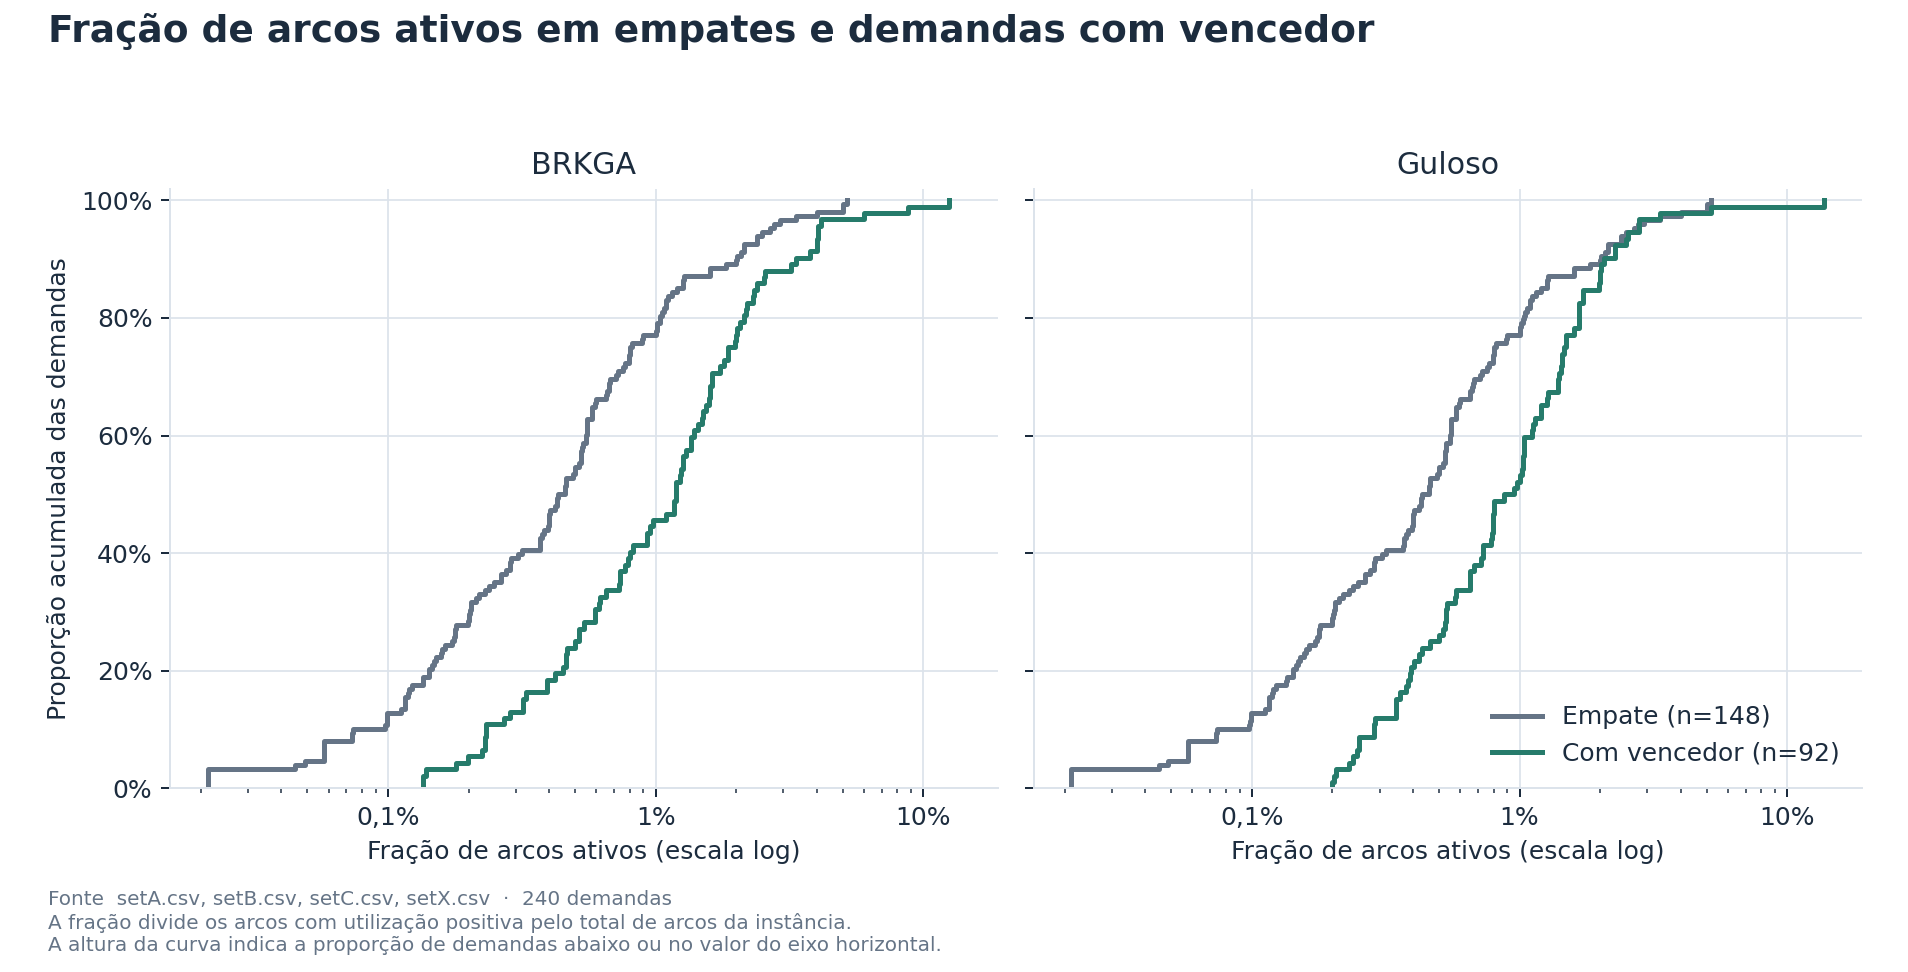 Fração de arcos ativos em empates e demandas com vencedor
BRKGA
Guloso
Proporção acumulada das demandas
100%
80%
60%
40%
20%
0%
0,1%
1%
10%
0,1%
1%
10%
Empate (n=148)
Com vencedor (n=92)
Fração de arcos ativos (escala log)
Fração de arcos ativos (escala log)
Fonte  setA.csv, setB.csv, setC.csv, setX.csv  ·  240 demandas
A fração divide os arcos com utilização positiva pelo total de arcos da instância.
A altura da curva indica a proporção de demandas abaixo ou no valor do eixo horizontal.